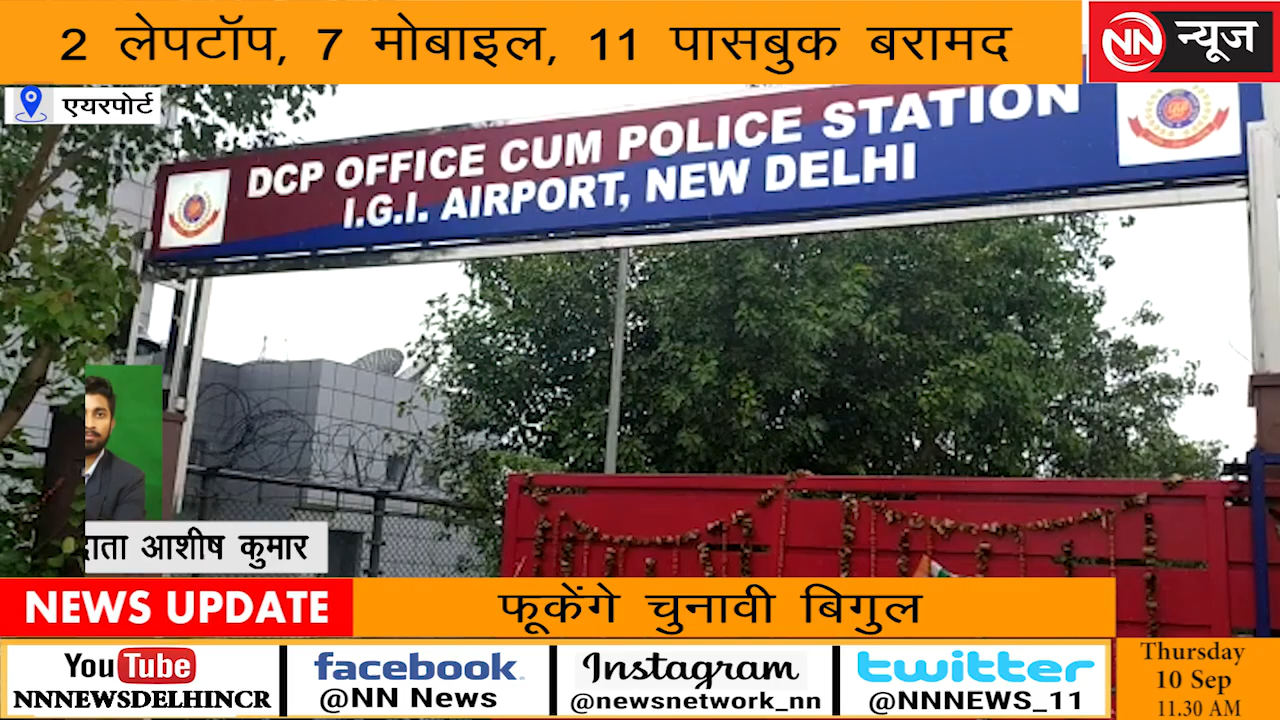 2 लेपटॉप, 7 मोबाइल, 11 पासबुक बरामद
NN न्यूज
एयरपोर्ट
DCP OFFICE CUM POLICE STATION
I.G.I. AIRPORT, NEW DELHI
आशीष कुमार
NEWS UPDATE
फूकेंगे चुनावी बिगुल
YouTube
NNNEWSDELHINCR
facebook
@NN News
Instagram
@newsnetwork_nn
twitter
@NNNEWS_11
Thursday
10 Sep
11.30 AM